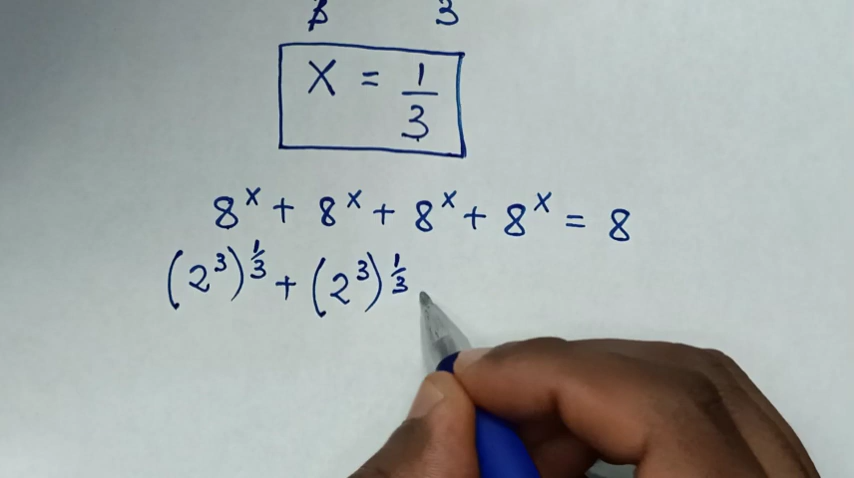 3
x = 1/3
8^x + 8^x + 8^x + 8^x = 8
(2^3)^1/3 + (2^3)^1/3